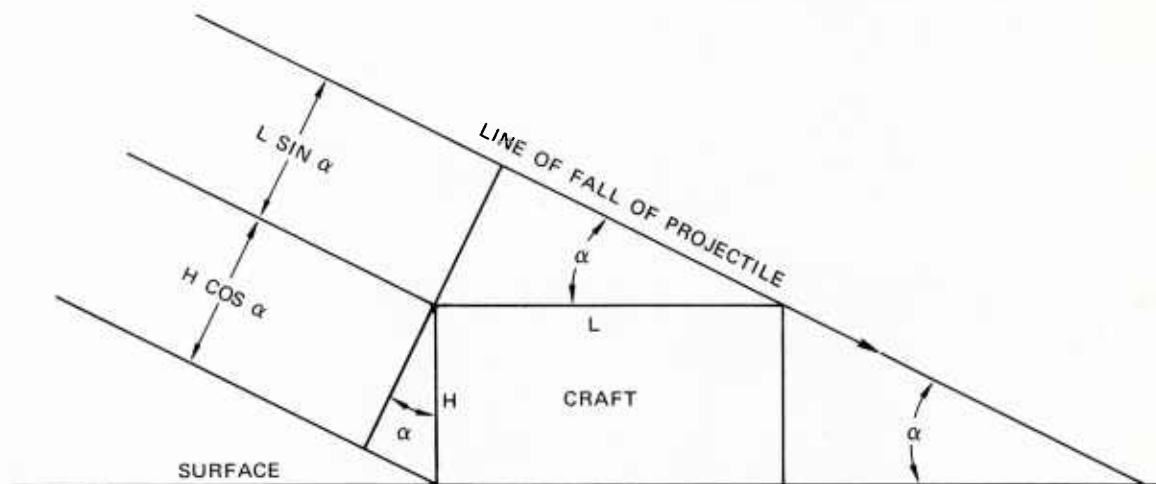 LINE OF FALL OF PROJECTILE
L SIN α
H COS α
α
L
H
CRAFT
α
α
SURFACE